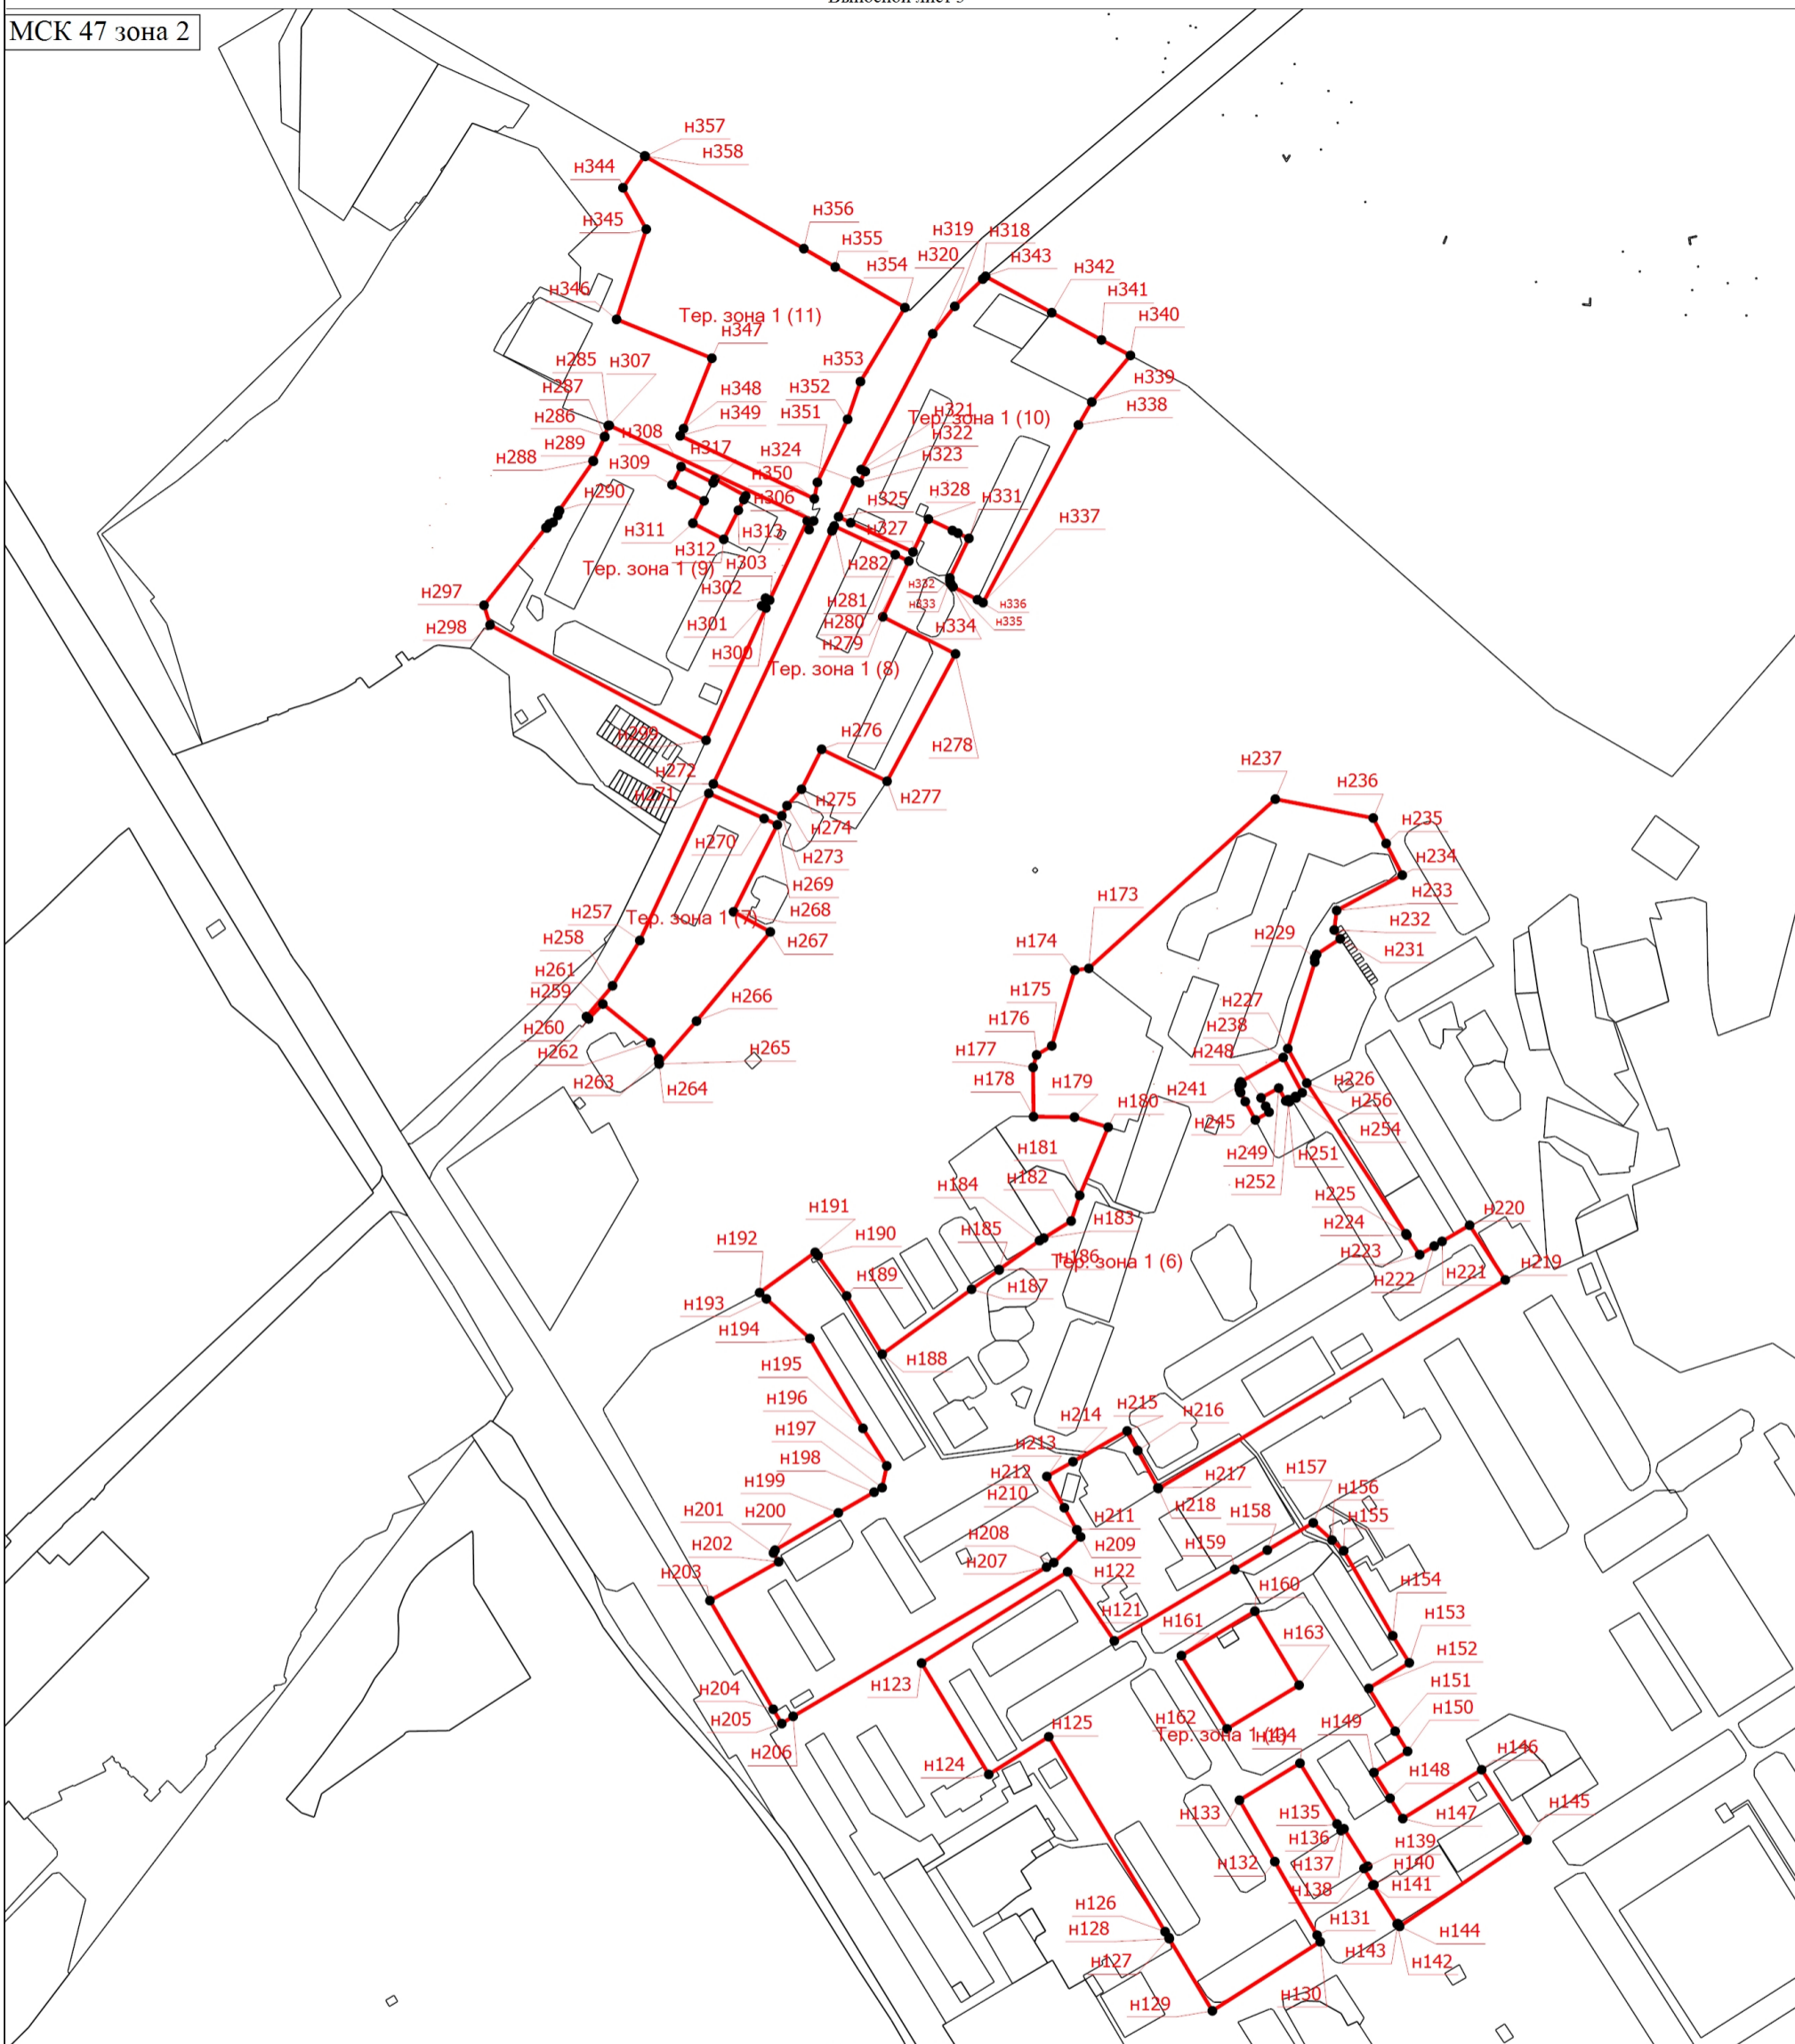 МСК 47 зона 2
н357
н358
н344
н345
н356
н355
н354
н319
н318
н320
н343
н342
н341
н340
н346
Тер. зона 1 (11)
н347
н285
н307
н353
н339
н287
н348
н352
н338
н286
н349
н351
н321
Тер. зона 1 (10)
н289
н308
н322
н288
н309
н317
н324
н323
н290
н350
н306
н325
н328
н331
н311
н313
н327
н337
н312
н303
н282
Тер. зона 1 (9)
н297
н302
н281
н332
н333
н336
н298
н301
н280
н334
н335
н300
н279
Тер. зона 1 (8)
н299
н276
н278
н272
н237
н271
н275
н277
н236
н270
н274
н235
н273
н234
н269
н233
н257
Тер. зона 1 (7)
н268
н232
н258
н267
н174
н173
н229
н231
н261
н259
н266
н175
н227
н260
н176
н238
н262
н265
н177
н248
н263
н264
н178
н179
н241
н226
н180
н256
н245
н254
н181
н249
н251
н182
н252
н184
н225
н191
н183
н220
н192
н190
н185
н224
н186
Тер. зона 1 (6)
н223
н189
н187
н222
н221
н219
н193
н194
н188
н195
н196
н215
н214
н216
н197
н213
н198
н212
н217
н157
н199
н210
н218
н156
н201
н200
н211
н158
н155
н202
н208
н209
н159
н207
н122
н203
н160
н154
н121
н161
н163
н153
н152
н123
н204
н151
н205
н125
н162
н149
н150
Тер. зона 1 (4)
н134
н206
н124
н146
н148
н133
н135
н147
н145
н136
н139
н132
н137
н140
н138
н141
н126
н131
н128
н143
н144
н127
н142
н129
н130